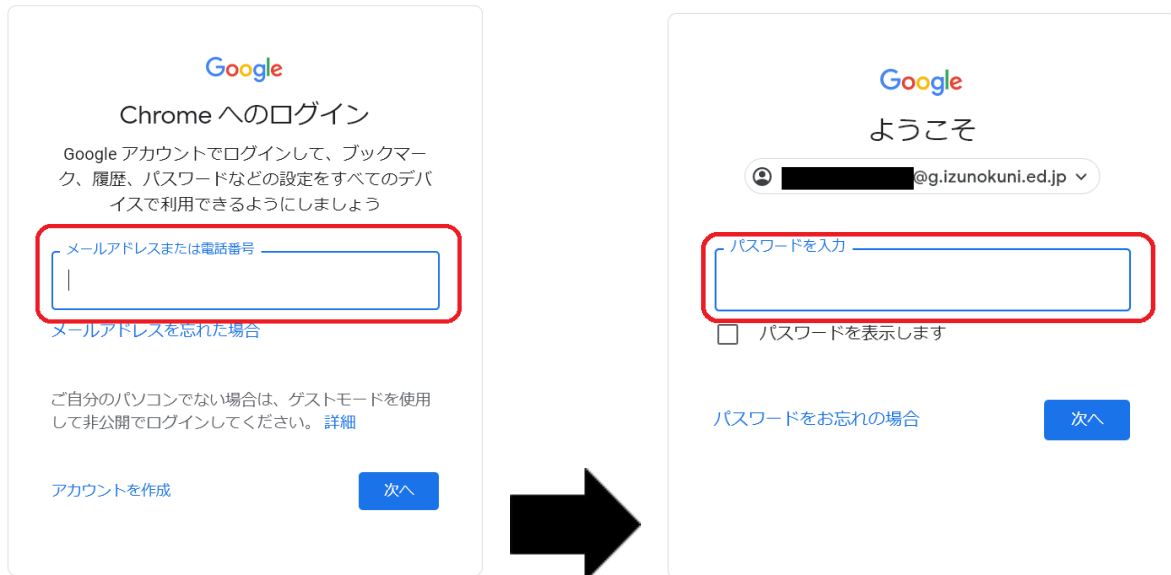 Google
Chrome へのログイン
Google アカウントでログインして、ブックマー
ク、履歴、パスワードなどの設定をすべてのデバ
イスで利用できるようにしましょう
メールアドレスまたは電話番号
メールアドレスを忘れた場合
ご自分のパソコンでない場合は、ゲストモードを使用
して非公開でログインしてください。 詳細
アカウントを作成
次へ
Google
ようこそ
@g.izunokuni.ed.jp
パスワードを入力
パスワードを表示します
パスワードをお忘れの場合
次へ